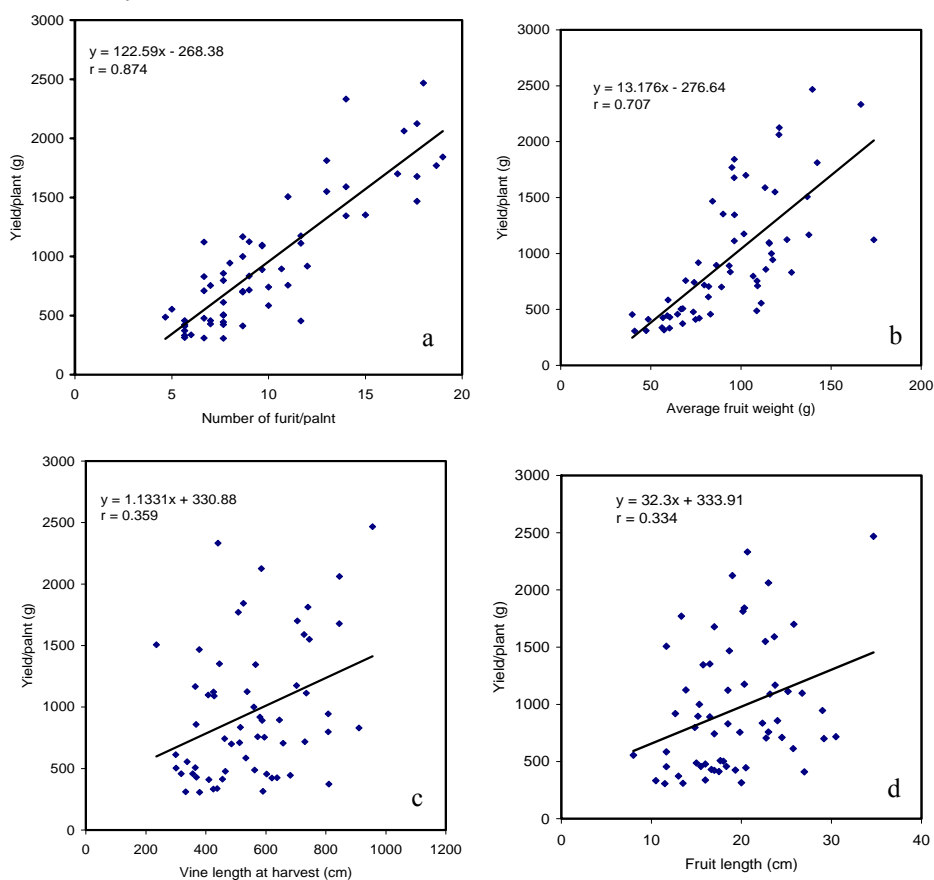 3000
2500
2000
1500
1000
500
0
Yield/plant (g)
y = 122.59x - 268.38
r = 0.874
a
0 5 10 15 20
Number of furit/palnt
3000
2500
2000
1500
1000
500
0
Yield/plant (g)
y = 13.176x - 276.64
r = 0.707
b
0 50 100 150 200
Average fruit weight (g)
3000
2500
2000
1500
1000
500
0
Yield/palnt (g)
y = 1.1331x + 330.88
r = 0.359
c
0 200 400 600 800 1000 1200
Vine length at harvest (cm)
3000
2500
2000
1500
1000
500
0
Yield/palnt (g)
y = 32.3x + 333.91
r = 0.334
d
0 10 20 30 40
Fruit length (cm)